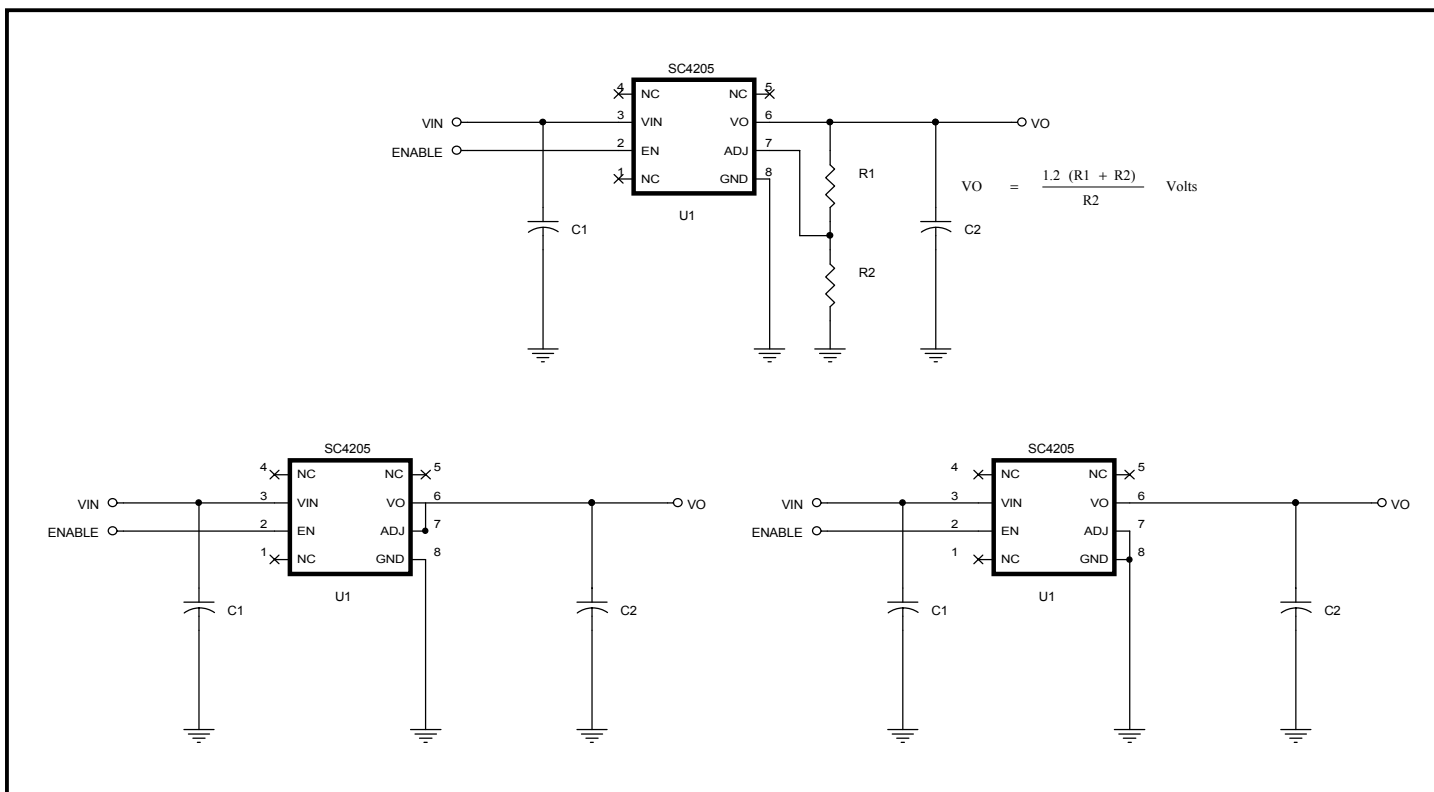 SC4205
4 NC NC 5
VIN 3 VIN VO 6 VO
ENABLE 2 EN ADJ 7
1 NC GND 8
R1
VO = 1.2 (R1 + R2) Volts
R2
U1
C1
C2
R2
SC4205
4 NC NC 5
VIN 3 VIN VO 6 VO
ENABLE 2 EN ADJ 7
1 NC GND 8
U1
C1
C2
SC4205
4 NC NC 5
VIN 3 VIN VO 6 VO
ENABLE 2 EN ADJ 7
1 NC GND 8
U1
C1
C2